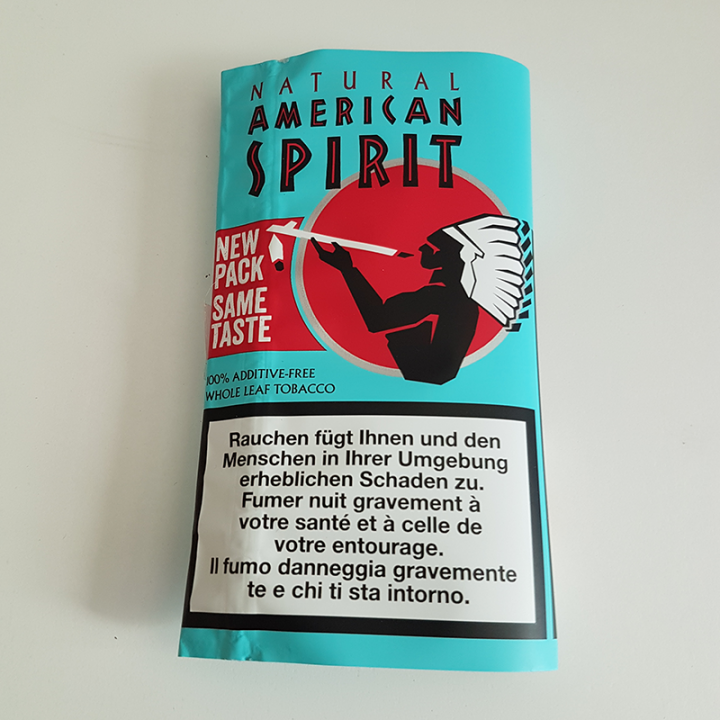 NATURAL
AMERICAN
SPIRIT
NEW
PACK
SAME
TASTE
100% ADDITIVE-FREE
WHOLE LEAF TOBACCO
Rauchen fügt Ihnen und den
Menschen in Ihrer Umgebung
erheblichen Schaden zu.
Fumer nuit gravement à
votre santé et à celle de
votre entourage.
Il fumo danneggia gravemente
te e chi ti sta intorno.